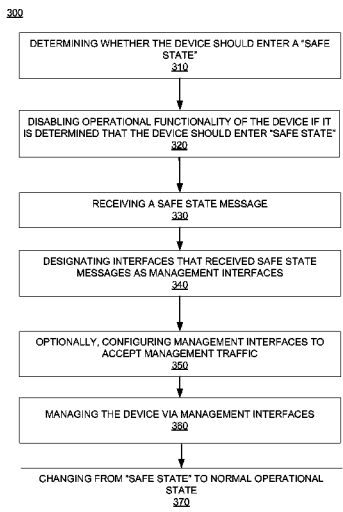 300
DETERMINING WHETHER THE DEVICE SHOULD ENTER A "SAFE
STATE"
310
DISABLING OPERATIONAL FUNCTIONALITY OF THE DEVICE IF IT
IS DETERMINED THAT THE DEVICE SHOULD ENTER "SAFE STATE"
320
RECEIVING A SAFE STATE MESSAGE
330
DESIGNATING INTERFACES THAT RECEIVED SAFE STATE
MESSAGES AS MANAGEMENT INTERFACES
340
OPTIONALLY, CONFIGURING MANAGEMENT INTERFACES TO
ACCEPT MANAGEMENT TRAFFIC
350
MANAGING THE DEVICE VIA MANAGEMENT INTERFACES
360
CHANGING FROM "SAFE STATE" TO NORMAL OPERATIONAL
STATE
370